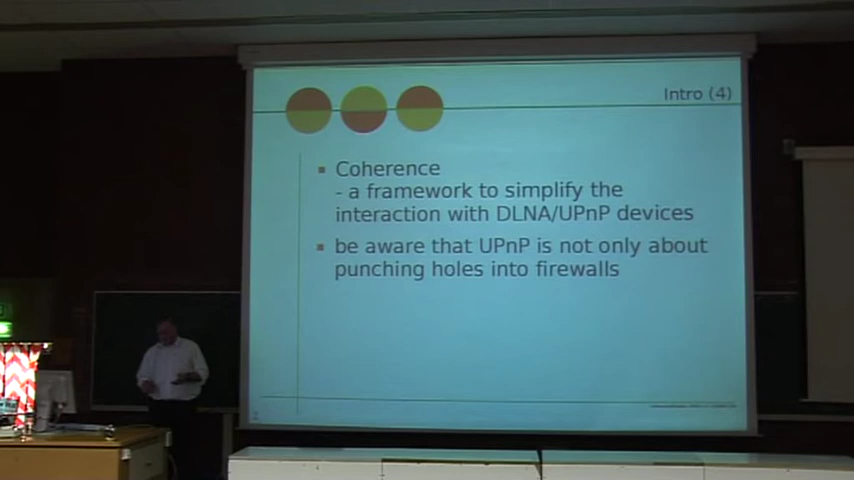 Intro (4)
Coherence
- a framework to simplify the
interaction with DLNA/UPnP devices
be aware that UPnP is not only about
punching holes into firewalls